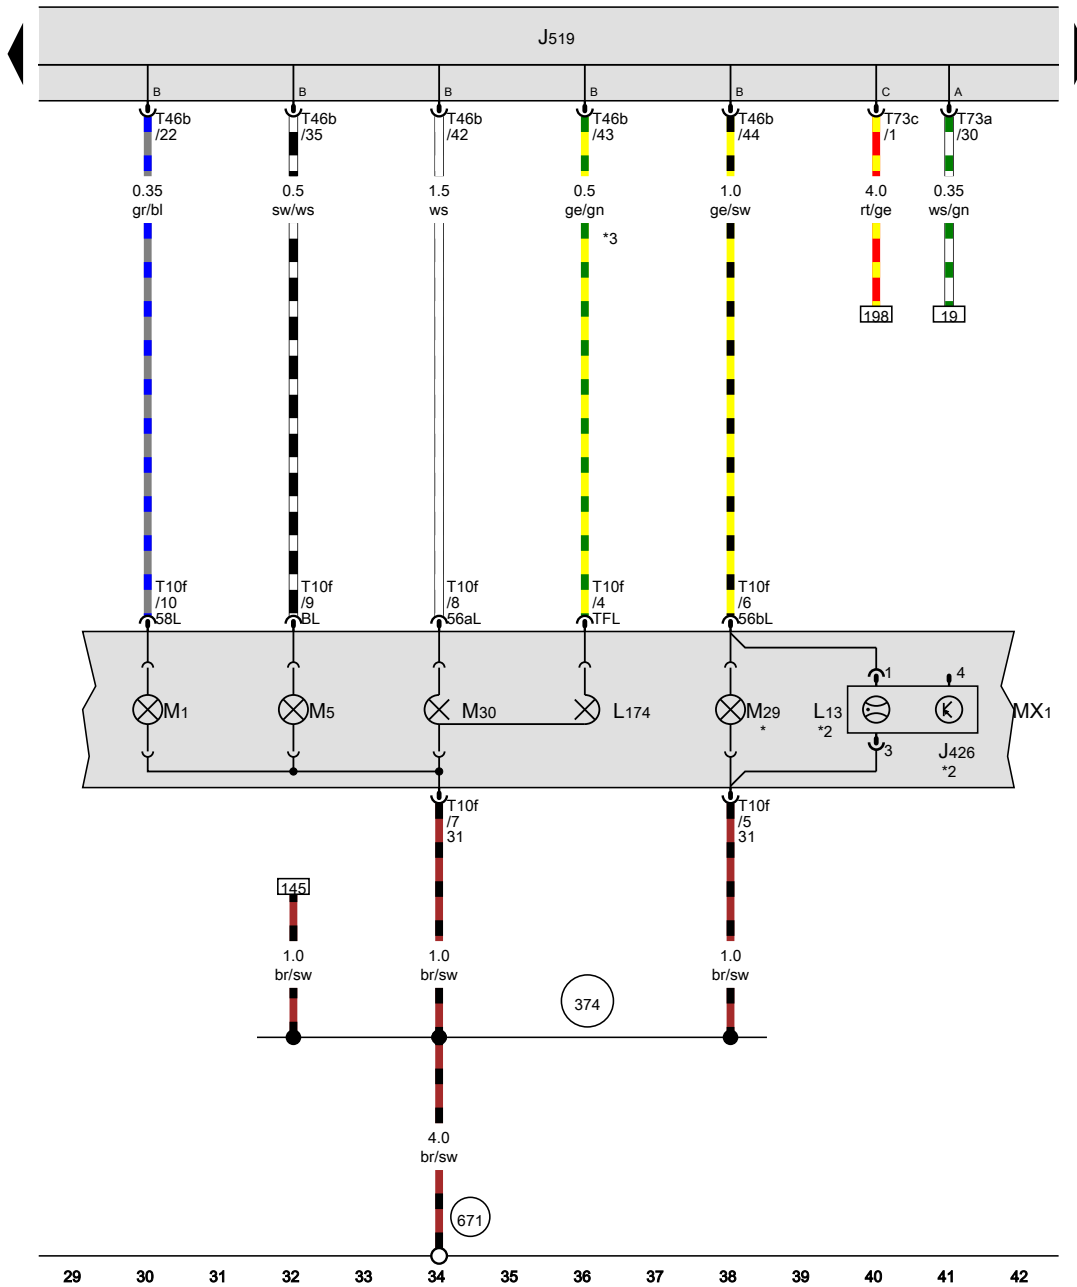 J519
B B B B B C A
T46b T46b T46b T46b T46b T73c T73a
/22 /35 /42 /43 /44 /1 /30
0.35 0.5 1.5 0.5 1.0 4.0 0.35
gr/bl sw/ws ws ge/gn ge/sw rt/ge ws/gn
*3
198 19
T10f T10f T10f T10f T10f
/10 /9 /8 /4 /6
58L BL 56aL TFL 56bL
1 4
M1 M5 M30 L174 M29 L13 MX1
* *2
3 J426
*2
T10f T10f
/7 /5
31 31
145
1.0 1.0 1.0
br/sw br/sw br/sw
374
4.0
br/sw
671
29 30 31 32 33 34 35 36 37 38 39 40 41 42